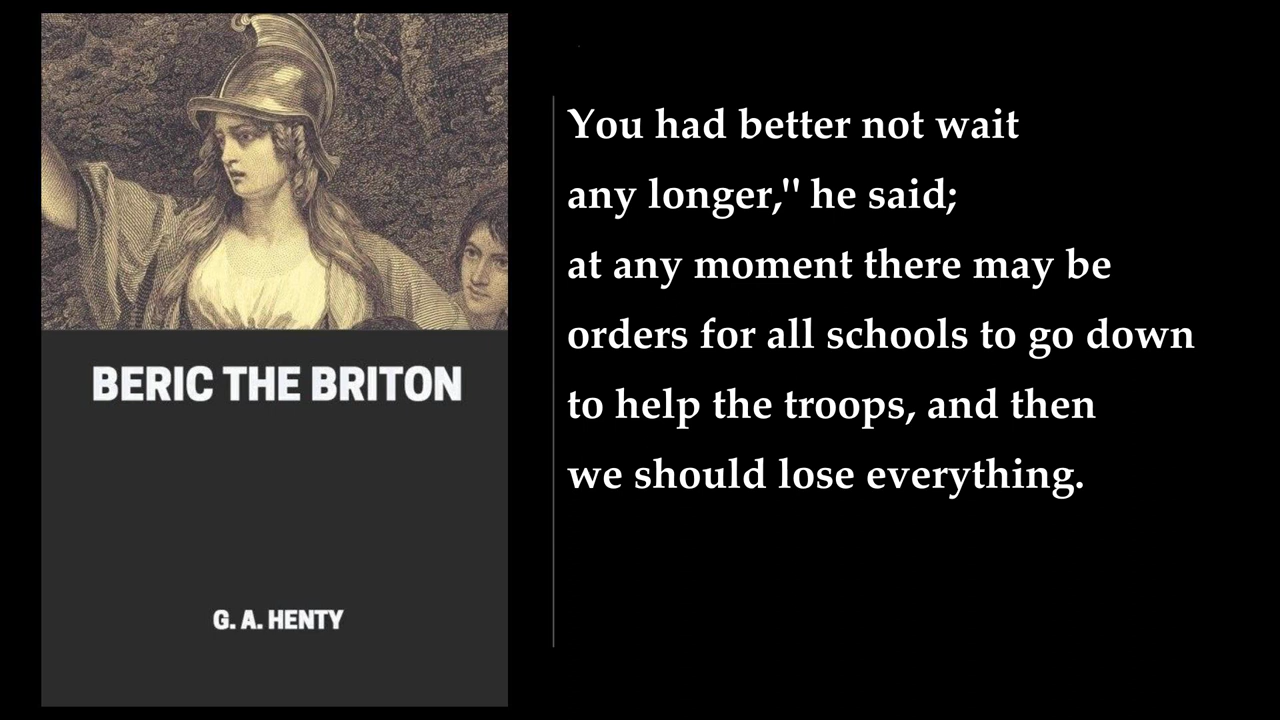 BERIC THE BRITON
G. A. HENTY
You had better not wait
any longer," he said;
at any moment there may be
orders for all schools to go down
to help the troops, and then
we should lose everything.